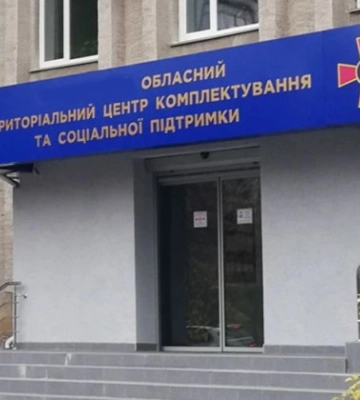 ОБЛАСНИЙ
РИТОРІАЛЬНИЙ ЦЕНТР КОМПЛЕКТУВАННЯ
ТА СОЦІАЛЬНОЇ ПІДТРИМКИ